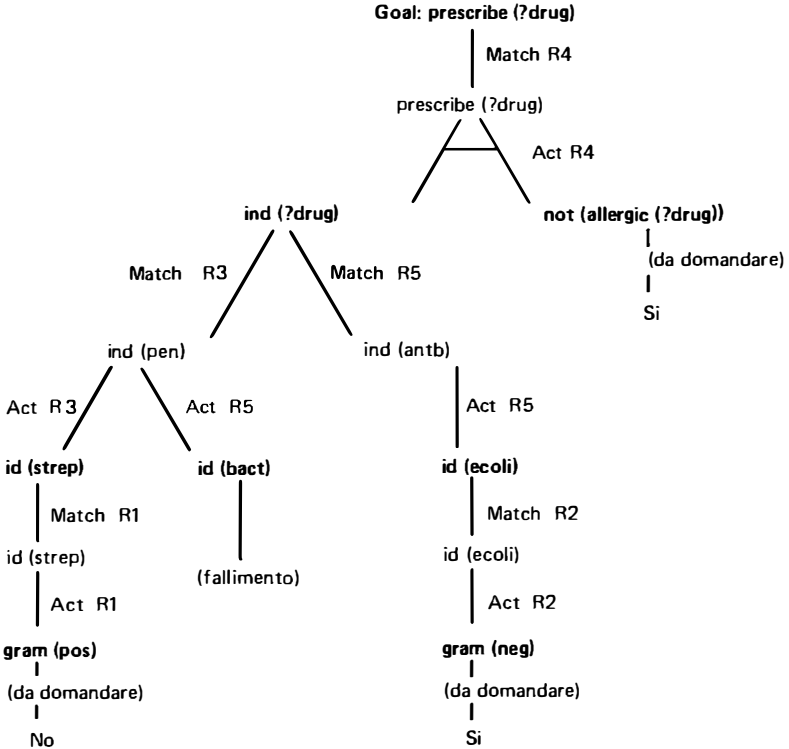 Goal: prescribe (?drug)
Match R4
prescribe (?drug)
Act R4
ind (?drug)
not (allergic (?drug))
Match R3
Match R5
(da domandare)
Si
ind (pen)
ind (antb)
Act R3
Act R5
Act R5
id (strep)
id (bact)
id (ecoli)
Match R1
Match R2
id (strep)
(fallimento)
id (ecoli)
Act R1
Act R2
gram (pos)
gram (neg)
(da domandare)
(da domandare)
No
Si